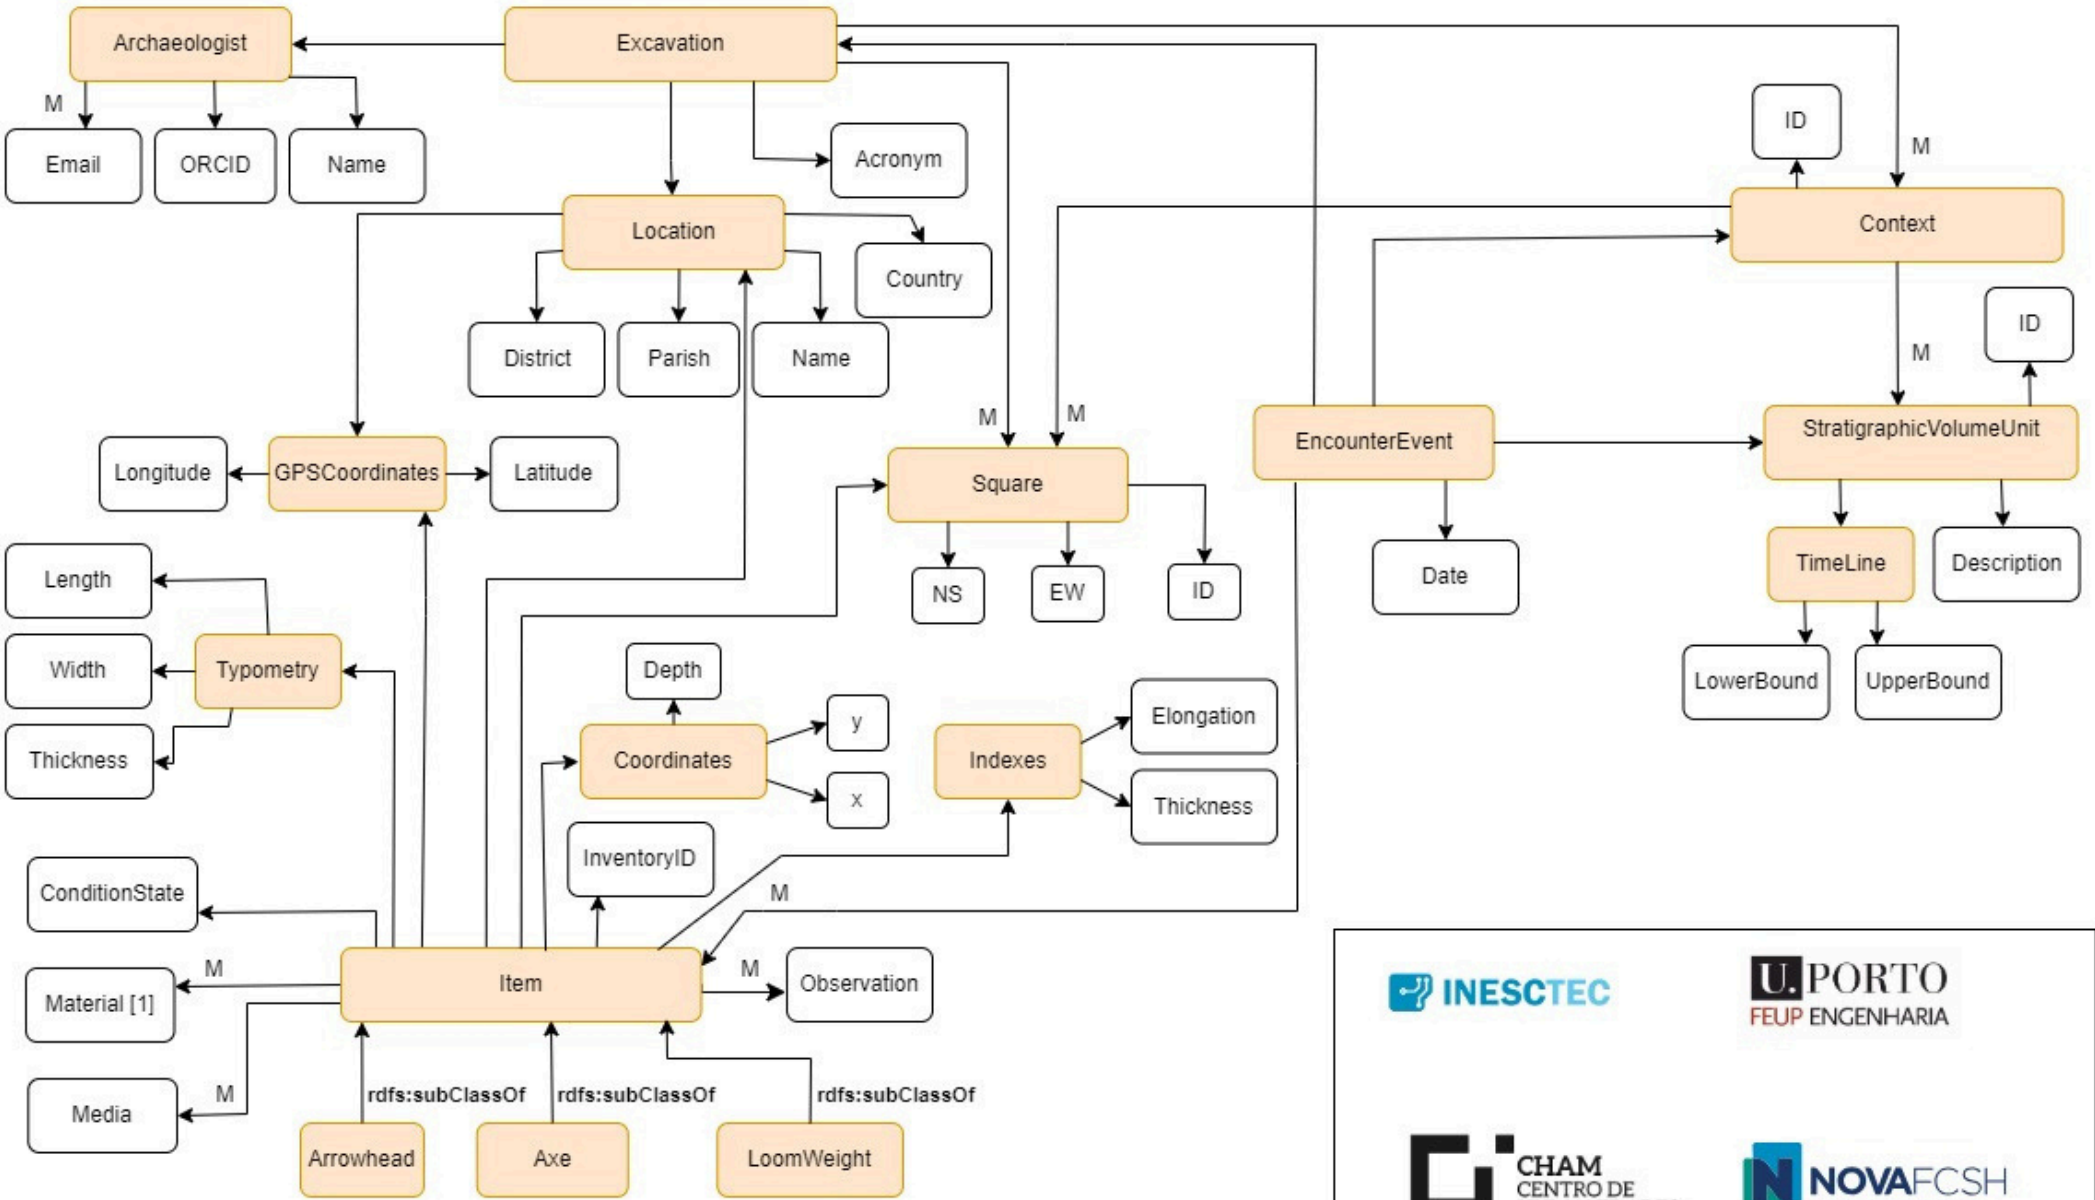 Archaeologist
Excavation
M
Email
ORCID
Name
Acronym
ID
M
Location
Context
Country
District
Parish
Name
ID
M
M
M
EncounterEvent
StratigraphicVolumeUnit
Longitude
GPSCoordinates
Latitude
Square
Length
NS
EW
ID
Date
TimeLine
Description
Width
Typometry
Depth
LowerBound
UpperBound
Thickness
Coordinates
y
x
Indexes
Elongation
Thickness
InventoryID
ConditionState
M
M
Item
M
Observation
Material [1]
M
Media
rdfs:subClassOf
rdfs:subClassOf
rdfs:subClassOf
Arrowhead
Axe
LoomWeight
INESCTEC
U.PORTO
FEUP ENGENHARIA
CHAM
CENTRO DE
NOVAFCSH